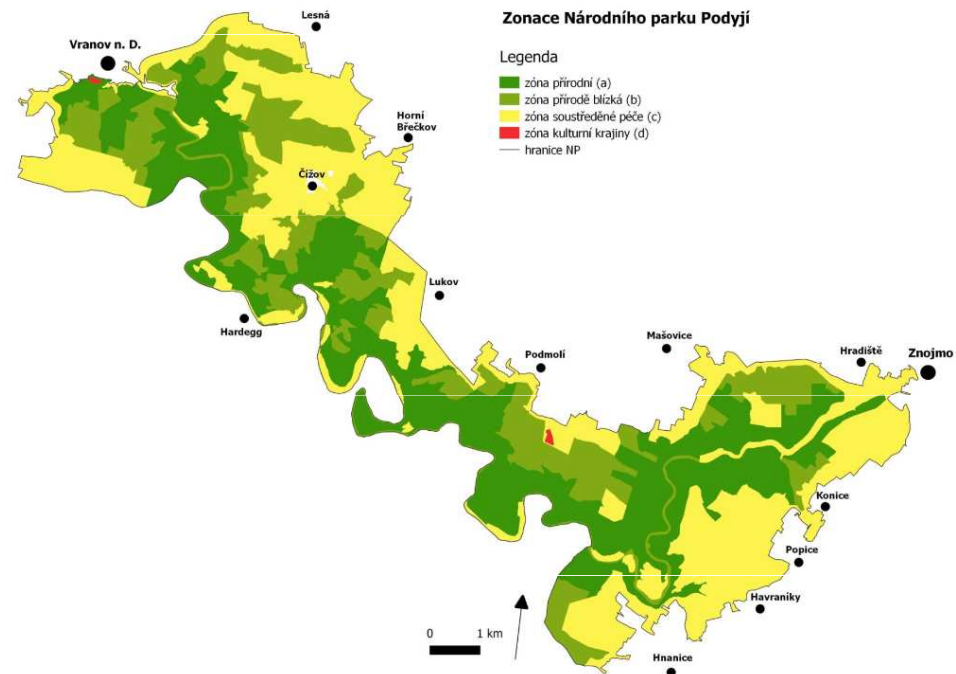 Zonace Národního parku Podyjí
Legenda
zóna přírodní (a)
zóna přírodě blízká (b)
zóna soustředěné péče (c)
zóna kulturní krajiny (d)
hranice NP
Lesná
Vranov n. D.
Horní
Břečkov
Čížov
Lukov
Hardegg
Podmolí
Mašovice
Hradiště
Znojmo
Konice
Popice
Havraníky
Hnanice
0 1 km